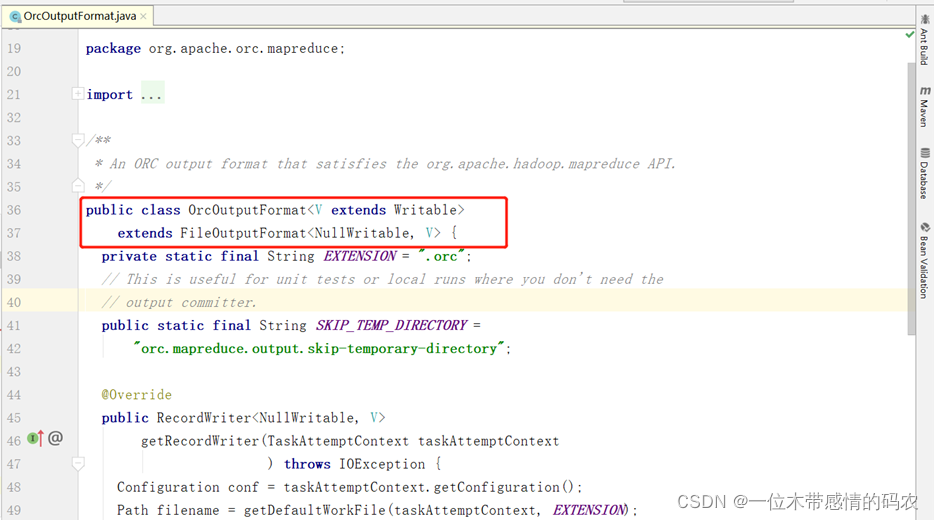 OrcOutputFormat.java
19 package org.apache.orc.mapreduce;
20
21 import ...
32
33 /**
34 * An ORC output format that satisfies the org.apache.hadoop.mapreduce API.
35 */
36 public class OrcOutputFormat<V extends Writable>
37 extends FileOutputFormat<NullWritable, V> {
38 private static final String EXTENSION = ".orc";
39 // This is useful for unit tests or local runs where you don't need the
40 // output committer.
41 public static final String SKIP_TEMP_DIRECTORY =
42 "orc.mapreduce.output.skip-temporary-directory";
43
44 @Override
45 public RecordWriter<NullWritable, V>
46 getRecordWriter(TaskAttemptContext taskAttemptContext
47 ) throws IOException {
48 Configuration conf = taskAttemptContext.getConfiguration();
49 Path filename = getDefaultWorkFile(taskAttemptContext, EXTENSION);
Ant Build
Maven
Database
Bean Validation
CSDN @一位木带感情的码农